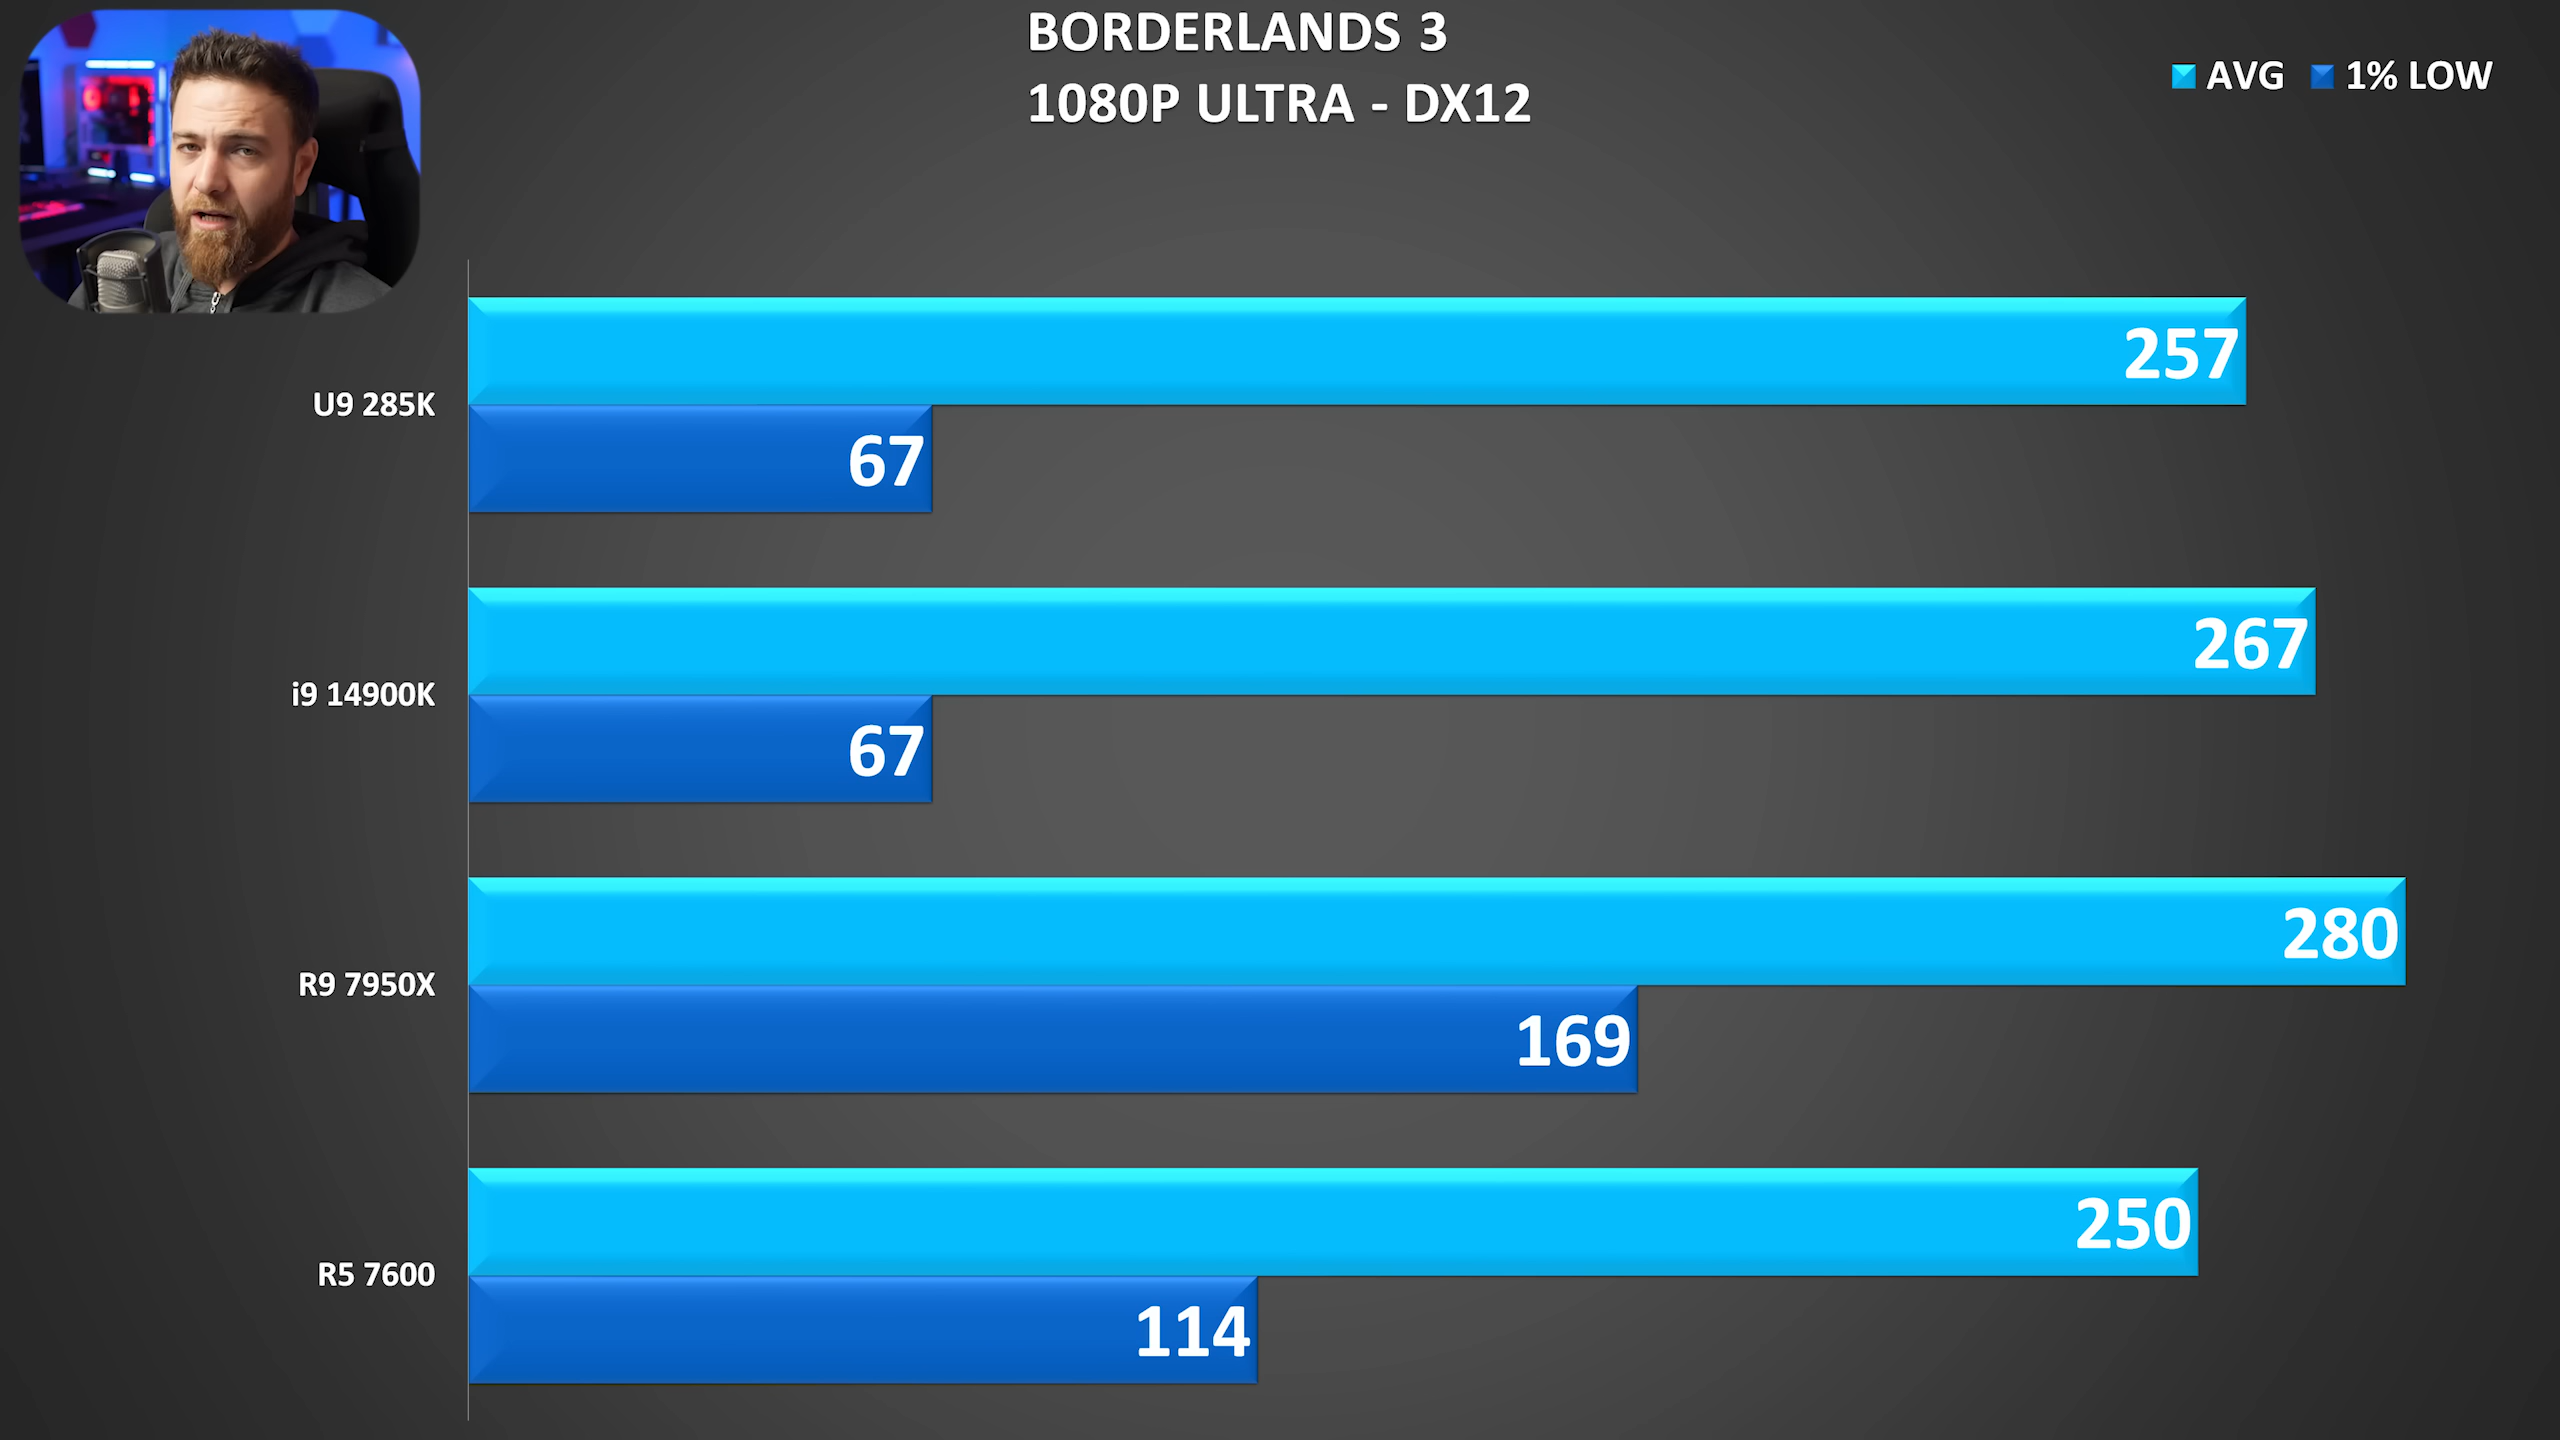 BORDERLANDS 3
1080P ULTRA - DX12
AVG 1% LOW
U9 285K
257
67
i9 14900K
267
67
R9 7950X
280
169
R5 7600
250
114